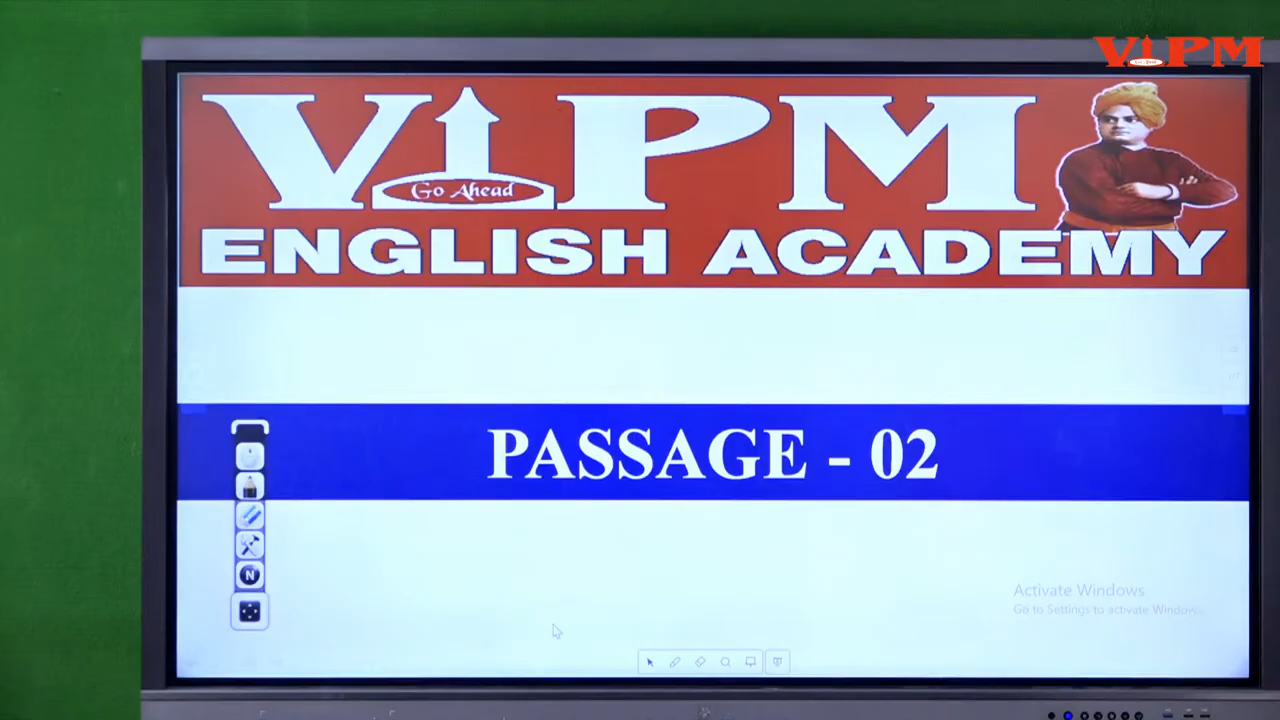 VIPM
VIPM
Go Ahead
ENGLISH ACADEMY
PASSAGE - 02
N
Activate Windows
Go to Settings to activate Windows.